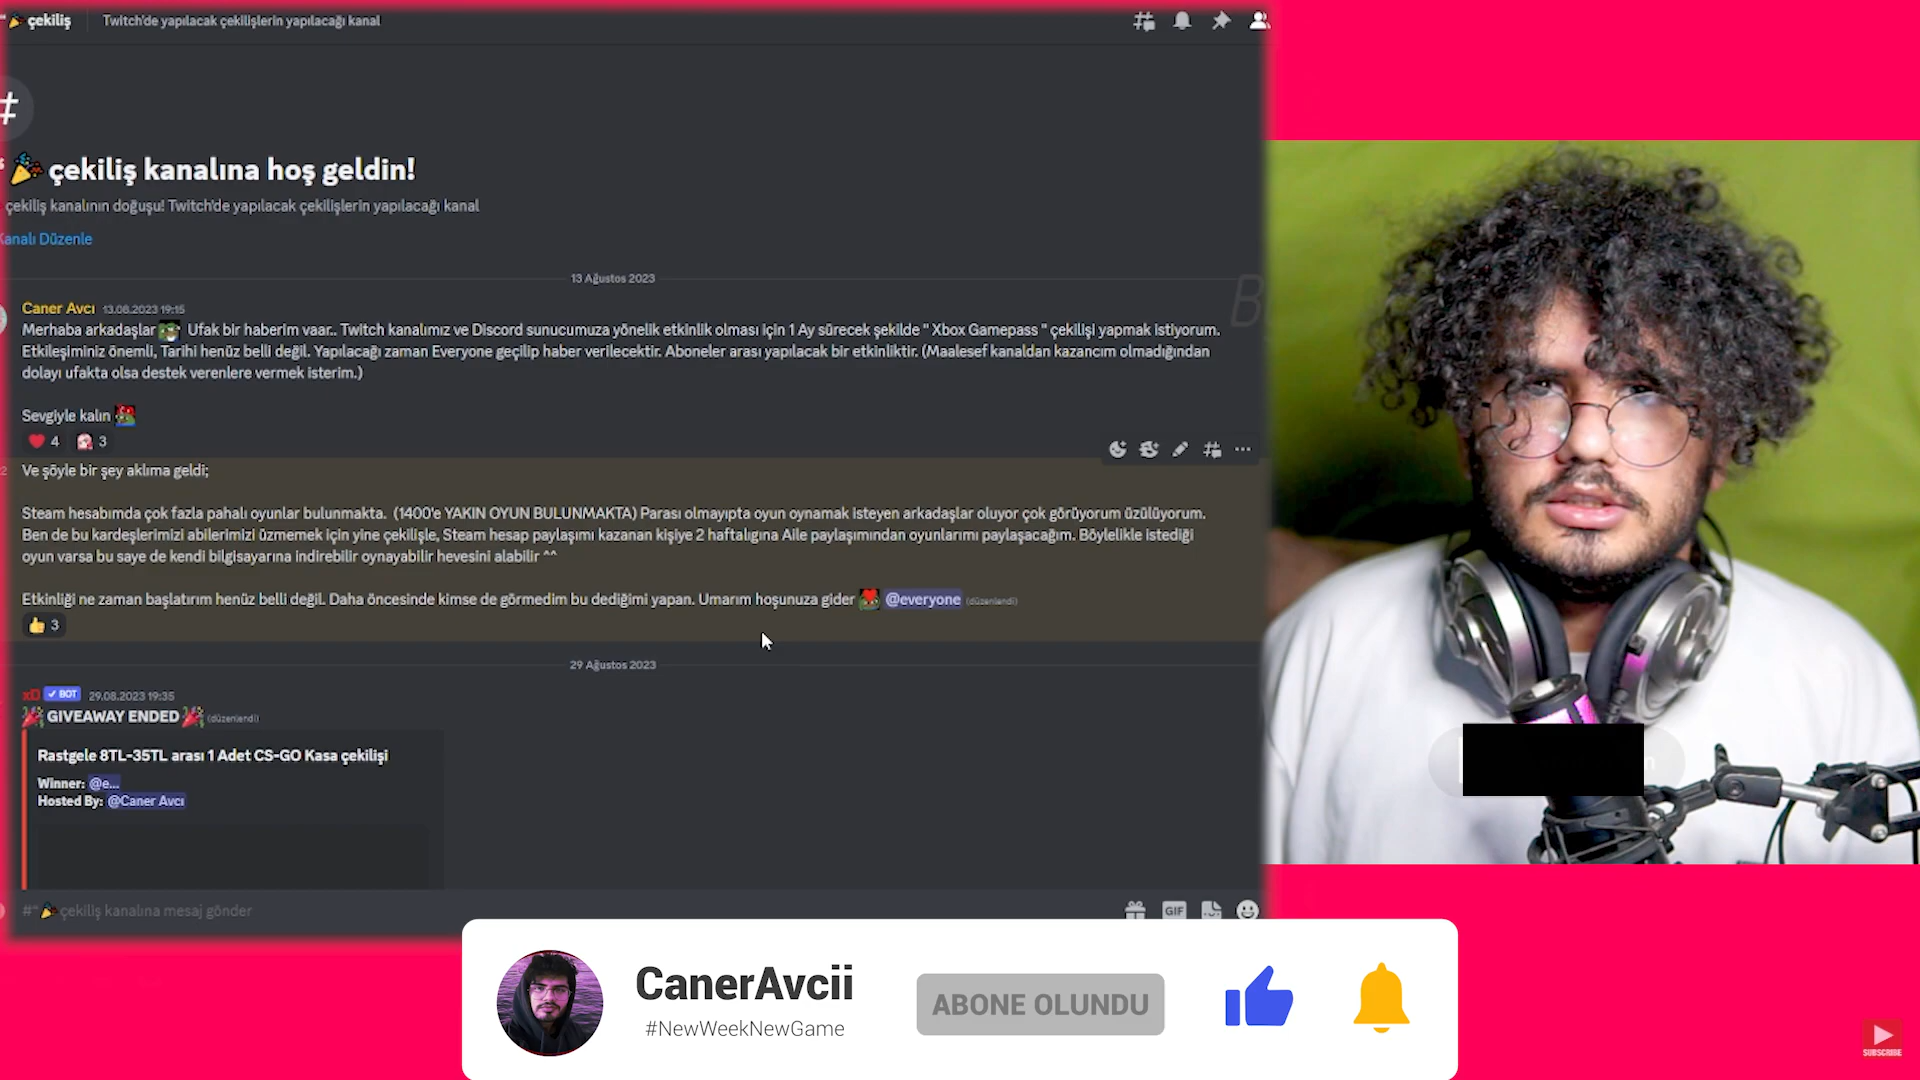 çekiliş Twitch'de yapılacak çekilişlerin yapılacağı kanal
çekiliş kanalına hoş geldin!
çekiliş kanalının doğuşu! Twitch'de yapılacak çekilişlerin yapılacağı kanal
Kanalı Düzenle
13 Ağustos 2023
Caner Avcı 13.08.2023 19:15
Merhaba arkadaşlar Ufak bir haberim vaar.. Twitch kanalımız ve Discord sunucumuza yönelik etkinlik olması için 1 Ay sürecek şekilde " Xbox Gamepass " çekilişi yapmak istiyorum.
Etkileşiminiz önemli, Tarihi henüz belli değil. Yapılacağı zaman Everyone geçilip haber verilecektir. Aboneler arası yapılacak bir etkinliktir. (Maalesef kanaldan kazancım olmadığından
dolayı ufakta olsa destek verenlere vermek isterim.)
Sevgiyle kalın
4 3
Ve şöyle bir şey aklıma geldi;
Steam hesabımda çok fazla pahalı oyunlar bulunmakta. (1400'e YAKIN OYUN BULUNMAKTA) Parası olmayıpta oyun oynamak isteyen arkadaşlar oluyor çok görüyorum üzülüyorum.
Ben de bu kardeşlerimizi abilerimizi üzmemek için yine çekilişle, Steam hesap paylaşımı kazanan kişiye 2 haftalıgına Aile paylaşımından oyunlarımı paylaşacağım. Böylelikle istediği
oyun varsa bu saye de kendi bilgisayarına indirebilir oynayabilir hevesini alabilir ^^
Etkinliği ne zaman başlatırım henüz belli değil. Daha öncesinde kimse de görmedim bu dediğimi yapan. Umarım hoşunuza gider @everyone (düzenlendi)
3
29 Ağustos 2023
xD BOT 29.08.2023 19:35
GIVEAWAY ENDED (düzenlendi)
Rastgele 8TL-35TL arası 1 Adet CS-GO Kasa çekilişi
Winner: @e...
Hosted By: @Caner Avcı
çekiliş kanalına mesaj gönder
GIF
CanerAvcii
#NewWeekNewGame
ABONE OLUNDU
SUBSCRIBE